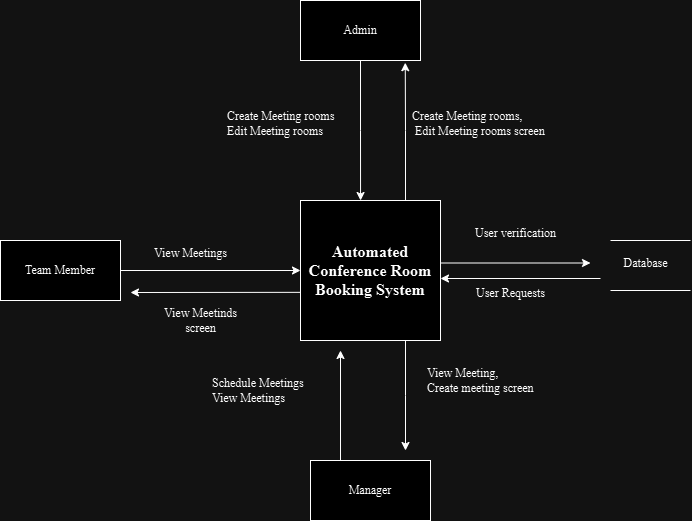 Admin
Create Meeting rooms
Edit Meeting rooms
Create Meeting rooms,
Edit Meeting rooms screen
Automated
Conference Room
Booking System
Team Member
View Meetings
View Meetinds
screen
User verification
User Requests
Database
Schedule Meetings
View Meetings
View Meeting,
Create meeting screen
Manager